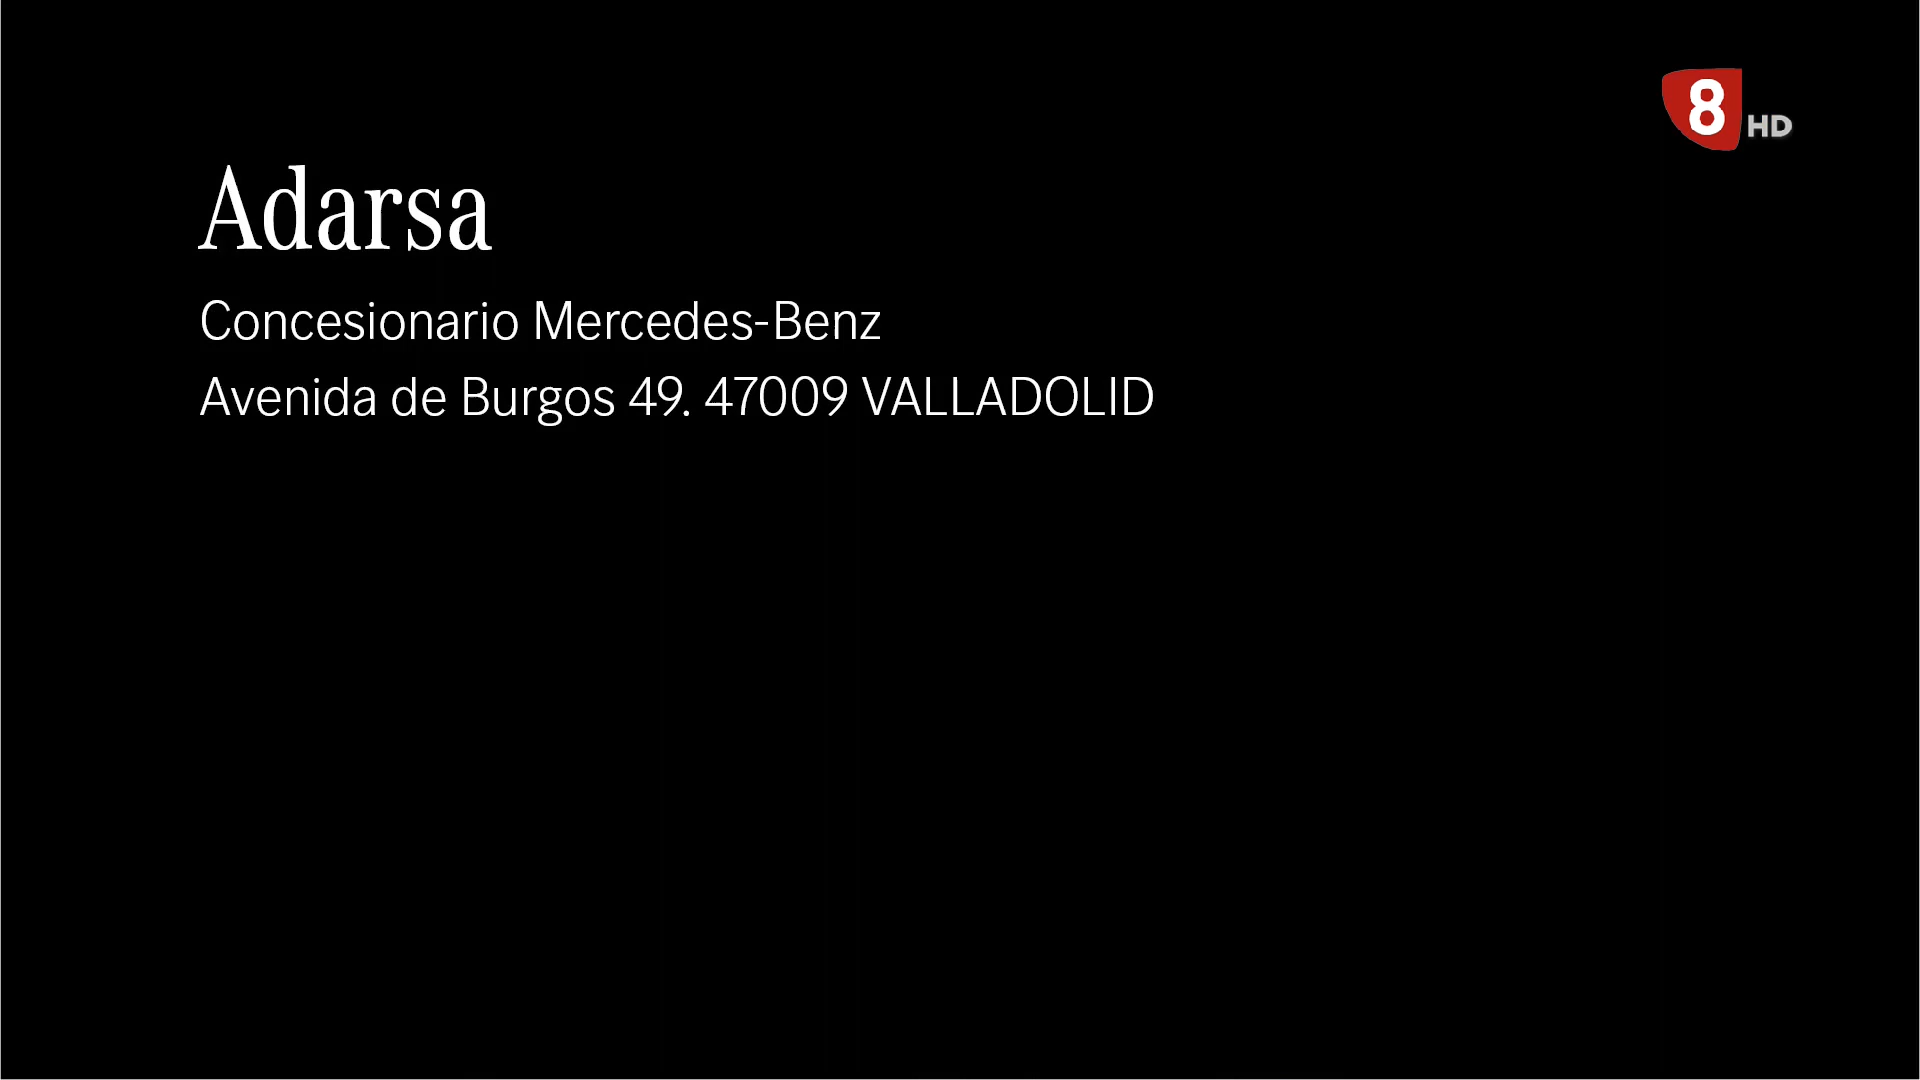 8 HD
Adarsa
Concesionario Mercedes-Benz
Avenida de Burgos 49. 47009 VALLADOLID